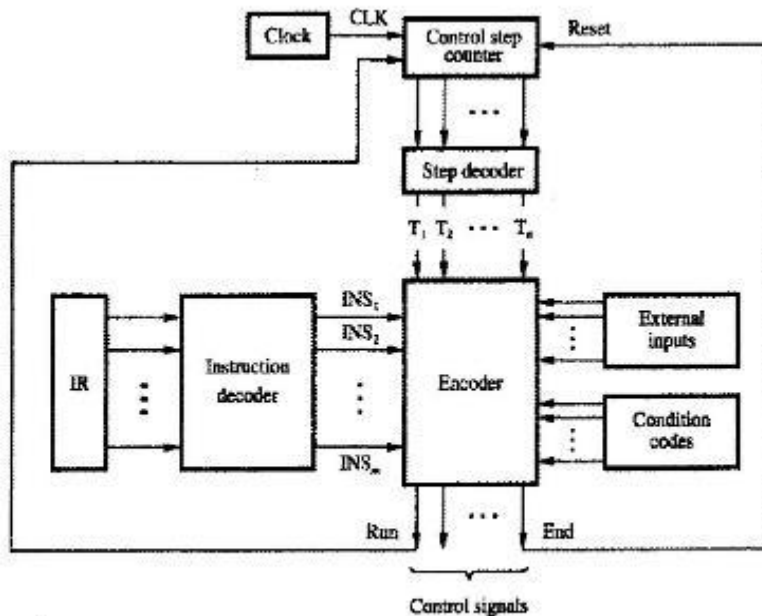 Clock
CLK
Control step
counter
Reset
Step decoder
T₁ T₂ Tₙ
IR
Instruction
decoder
INS₁
INS₂
INSₘ
Encoder
External
inputs
Condition
codes
Run
End
Control signals